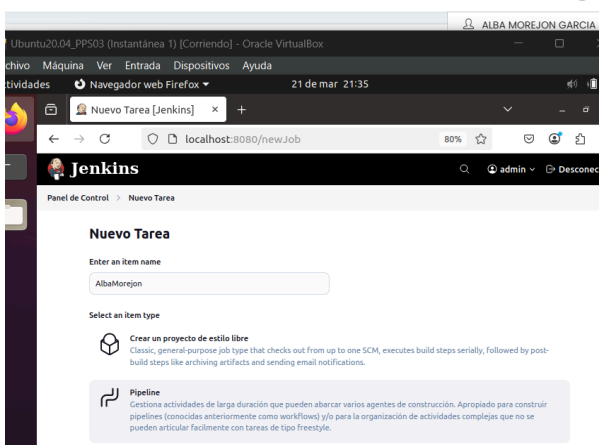 ALBA MOREJON GARCIA
Ubuntu20.04_PPS03 (Instantánea 1) [Corriendo] - Oracle VirtualBox
chivo Máquina Ver Entrada Dispositivos Ayuda
tividades Navegador web Firefox 21 de mar 21:35
Nuevo Tarea [Jenkins]
localhost:8080/newJob 80%
Jenkins admin Desconec
Panel de Control > Nuevo Tarea
Nuevo Tarea
Enter an item name
AlbaMorejon
Select an item type
Crear un proyecto de estilo libre
Classic, general-purpose job type that checks out from up to one SCM, executes build steps serially, followed by post-
build steps like archiving artifacts and sending email notifications.
Pipeline
Gestiona actividades de larga duración que pueden abarcar varios agentes de construcción. Apropiado para construir
pipelines (conocidas anteriormente como workflows) y/o para la organización de actividades complejas que no se
pueden articular facilmente con tareas de tipo freestyle.